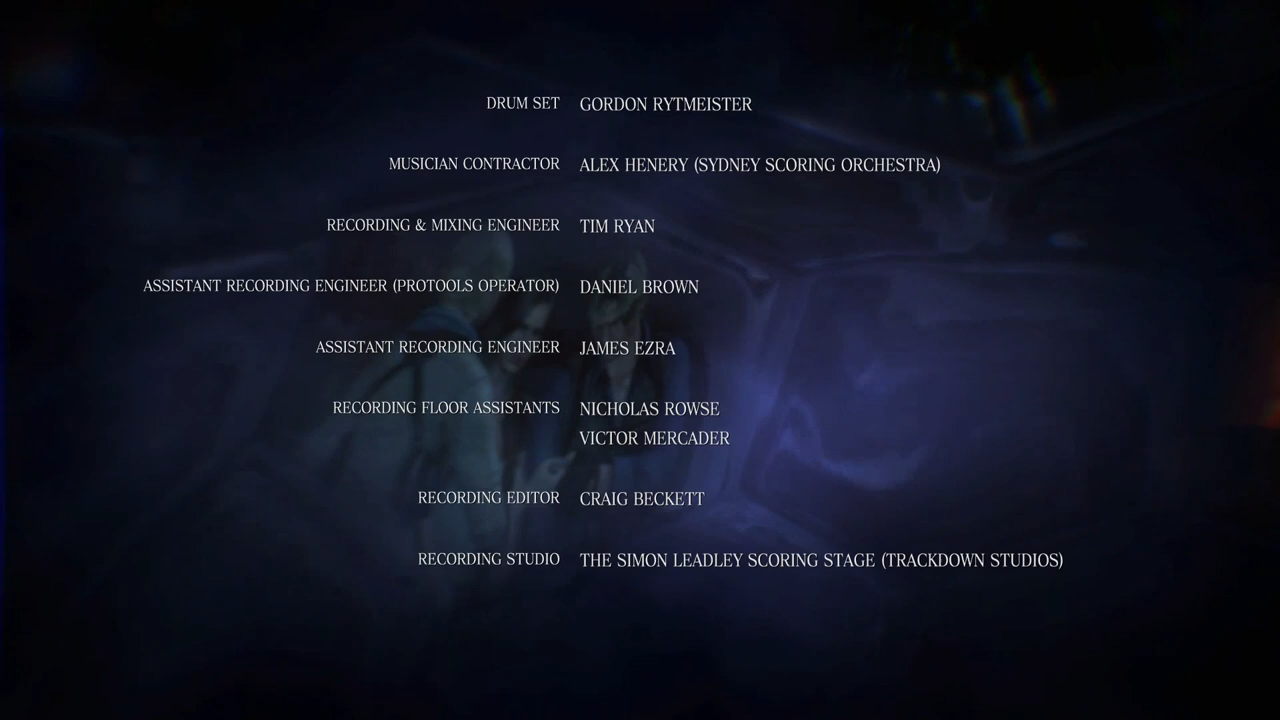 DRUM SET GORDON RYTMEISTER
MUSICIAN CONTRACTOR ALEX HENERY (SYDNEY SCORING ORCHESTRA)
RECORDING & MIXING ENGINEER TIM RYAN
ASSISTANT RECORDING ENGINEER (PROTOOLS OPERATOR) DANIEL BROWN
ASSISTANT RECORDING ENGINEER JAMES EZRA
RECORDING FLOOR ASSISTANTS NICHOLAS ROWSE
VICTOR MERCADER
RECORDING EDITOR CRAIG BECKETT
RECORDING STUDIO THE SIMON LEADLEY SCORING STAGE (TRACKDOWN STUDIOS)